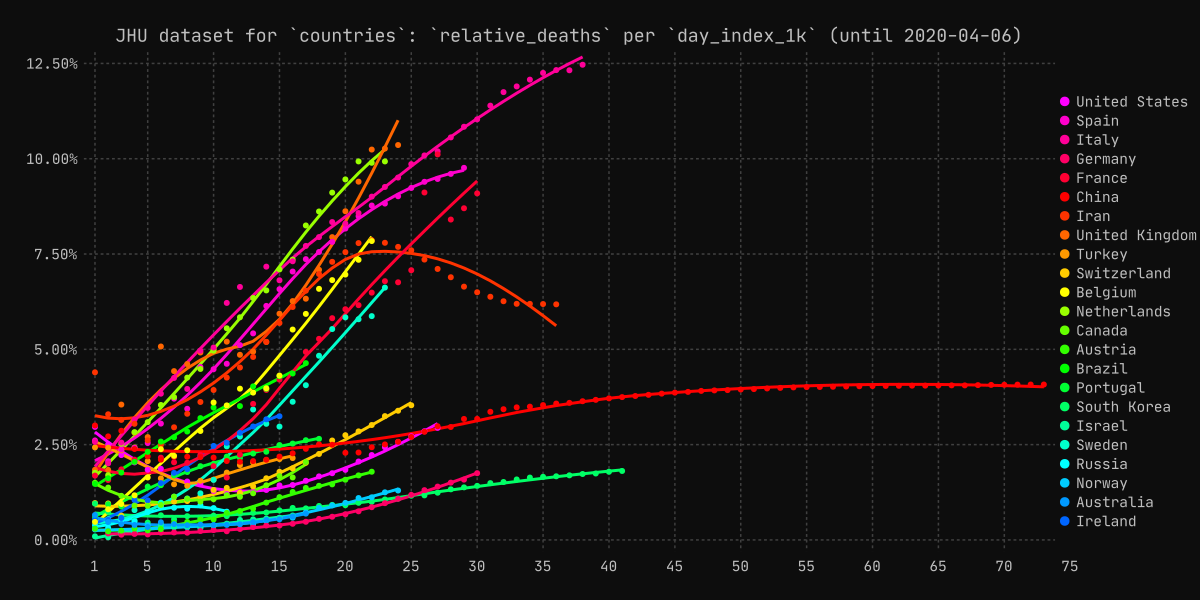 JHU dataset for `countries`: `relative_deaths` per `day_index_1k` (until 2020-04-06)
12.50%
10.00%
7.50%
5.00%
2.50%
0.00%
1 5 10 15 20 25 30 35 40 45 50 55 60 65 70 75
United States
Spain
Italy
Germany
France
China
Iran
United Kingdom
Turkey
Switzerland
Belgium
Netherlands
Canada
Austria
Brazil
Portugal
South Korea
Israel
Sweden
Russia
Norway
Australia
Ireland